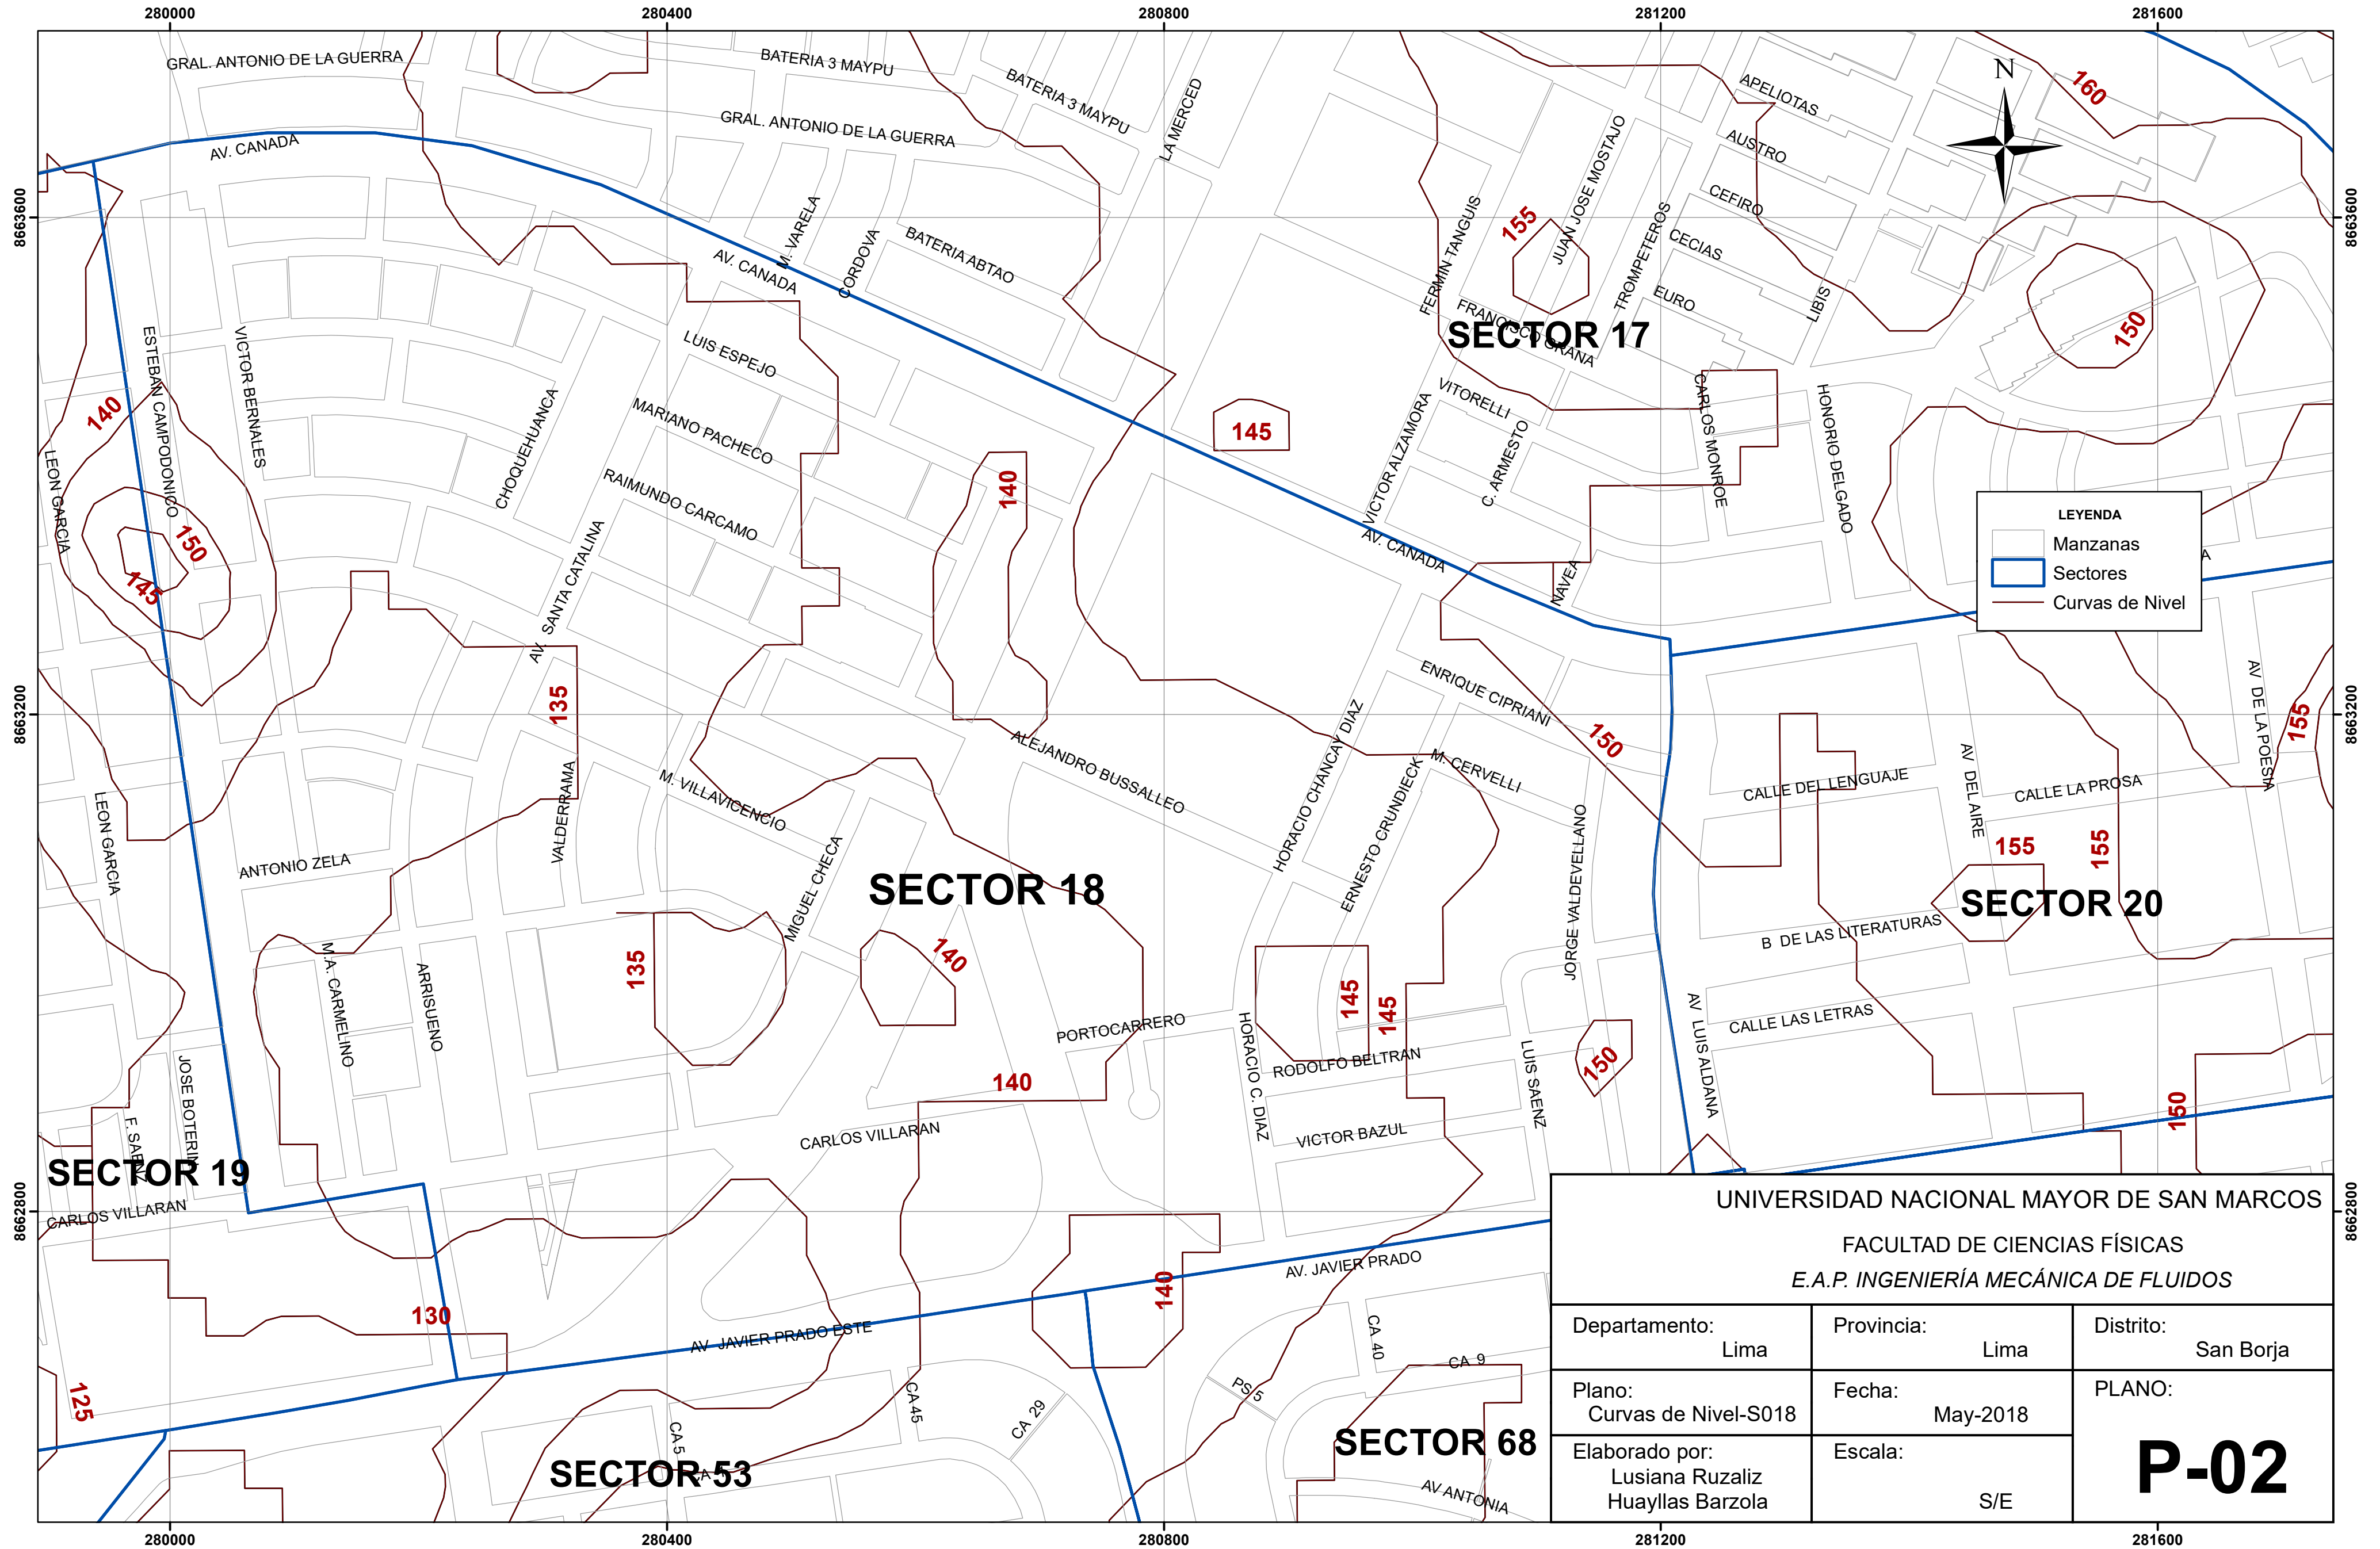 280000
280400
280800
281200
281600
GRAL. ANTONIO DE LA GUERRA
BATERIA 3 MAYPU
BATERIA 3 MAYPU
GRAL. ANTONIO DE LA GUERRA
AV. CANADA
LA MERCED
APELIOTAS
AUSTRO
CEFIRO
CECIAS
EURO
LIBIS
N
160
8663600
8663600
M. VARELA
CORDOVA
BATERIA ABTAO
AV. CANADA
FERMIN TANGUIS
155
JUAN JOSE MOSTAJO
TROMPETEROS
FRANCISCO GRANA
SECTOR 17
150
ESTEBAN CAMPODONICO
VICTOR BERNALES
LUIS ESPEJO
MARIANO PACHECO
RAIMUNDO CARCAMO
CHOQUEHUANCA
140
LEON GARCIA
150
145
145
140
VITORELLI
VICTOR ALZAMORA
C. ARMESTO
CARLOS MONROE
HONORIO DELGADO
AV. CANADA
NAVEA
LEYENDA
Manzanas
Sectores
Curvas de Nivel
A
AV. SANTA CATALINA
135
ENRIQUE CIPRIANI
150
8663200
8663200
AV DE LA POESIA
155
AV DEL AIRE
CALLE DEL LENGUAJE
CALLE LA PROSA
ALEJANDRO BUSSALLEO
HORACIO CHANCAY DIAZ
M. CERVELLI
ERNESTO CRUNDIECK
JORGE VALDEVELLANO
M. VILLAVICENCIO
VALDERRAMA
MIGUEL CHECA
LEON GARCIA
ANTONIO ZELA
SECTOR 18
155
155
SECTOR 20
B DE LAS LITERATURAS
CALLE LAS LETRAS
AV LUIS ALDANA
M.A. CARMELINO
ARRISUENO
135
140
145
145
150
150
PORTOCARRERO
HORACIO C. DIAZ
RODOLFO BELTRAN
LUIS SAENZ
140
CARLOS VILLARAN
VICTOR BAZUL
JOSE BOTERIN
F. SAENZ
SECTOR 19
CARLOS VILLARAN
8662800
8662800
130
125
140
AV. JAVIER PRADO
AV JAVIER PRADO ESTE
CA 40
CA 9
PS 5
CA 45
CA 29
CA 5
SECTOR 53
SECTOR 68
AV ANTONIA
UNIVERSIDAD NACIONAL MAYOR DE SAN MARCOS
FACULTAD DE CIENCIAS FÍSICAS
E.A.P. INGENIERÍA MECÁNICA DE FLUIDOS
Departamento:
Lima
Provincia:
Lima
Distrito:
San Borja
Plano:
Curvas de Nivel-S018
Fecha:
May-2018
PLANO:
P-02
Elaborado por:
Lusiana Ruzaliz
Huayllas Barzola
Escala:
S/E
280000
280400
280800
281200
281600